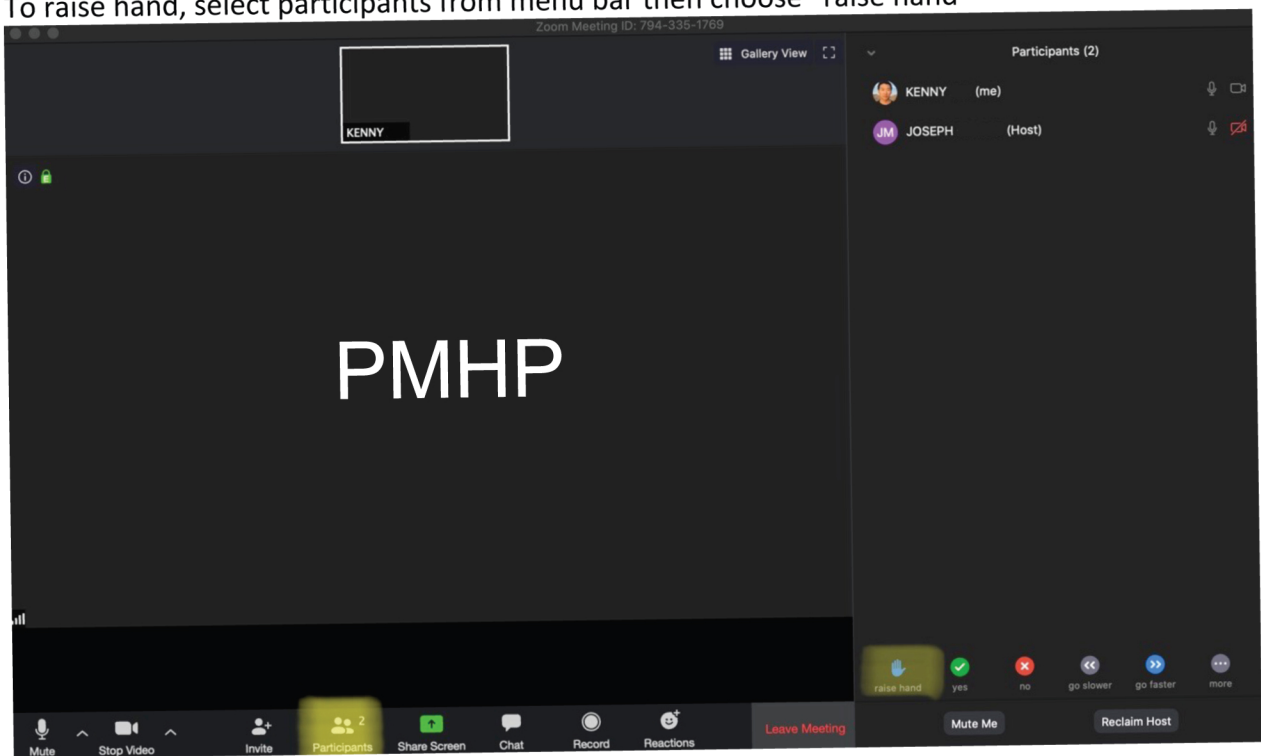 To raise hand, select participants from menu bar then choose "raise hand"
Zoom Meeting ID: 794-335-1769
Gallery View
KENNY
Participants (2)
KENNY (me)
JM JOSEPH (Host)
PMHP
raise hand yes no go slower go faster more
Mute Me Reclaim Host
Mute Stop Video Invite Participants 2 Share Screen Chat Record Reactions Leave Meeting